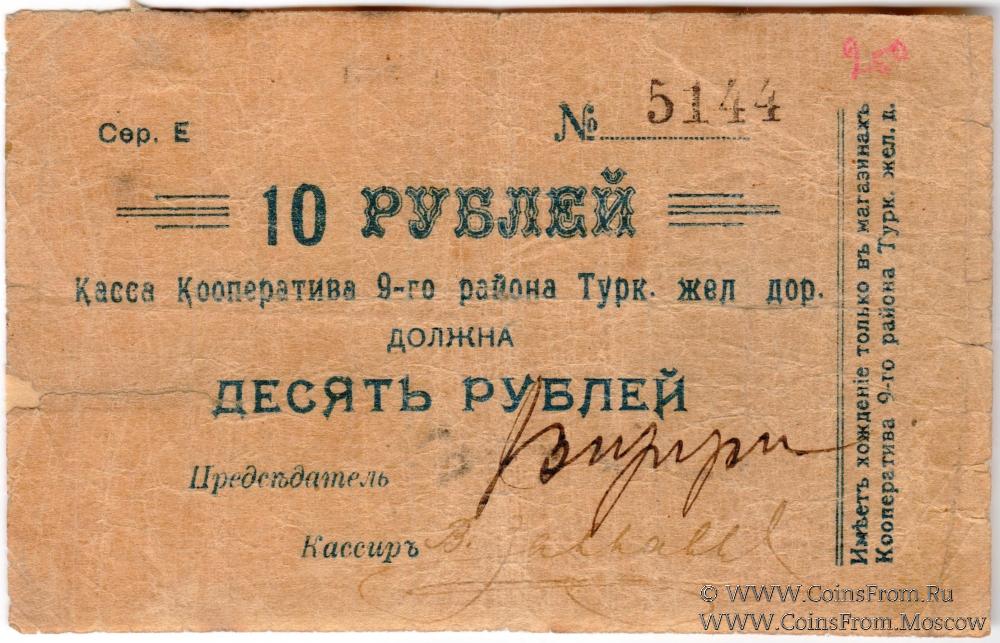 Сер. Е
№ 5144
10 РУБЛЕЙ
Касса Кооператива 9-го района Турк. жел дор.
ДОЛЖНА
ДЕСЯТЬ РУБЛЕЙ
Предсѣдатель
Кассиръ
Имѣетъ хожденіе только въ магазинахъ
Кооператива 9-го района Турк. жел. д.
© WWW.CoinsFrom.Ru
WWW.CoinsFrom.Moscow